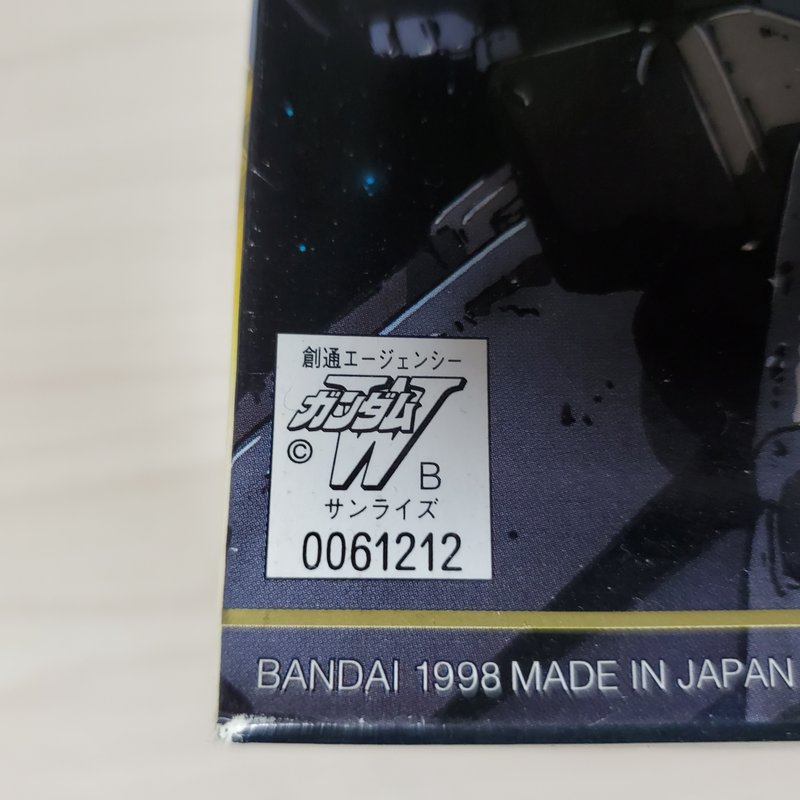 創通エージェンシー
ガンダムW
© B
サンライズ
0061212
BANDAI 1998 MADE IN JAPAN